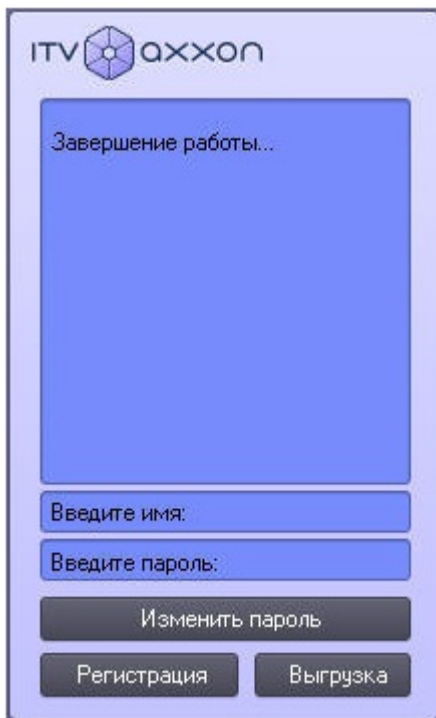 ITV axxon
Завершение работы...
Введите имя:
Введите пароль:
Изменить пароль
Регистрация Выгрузка